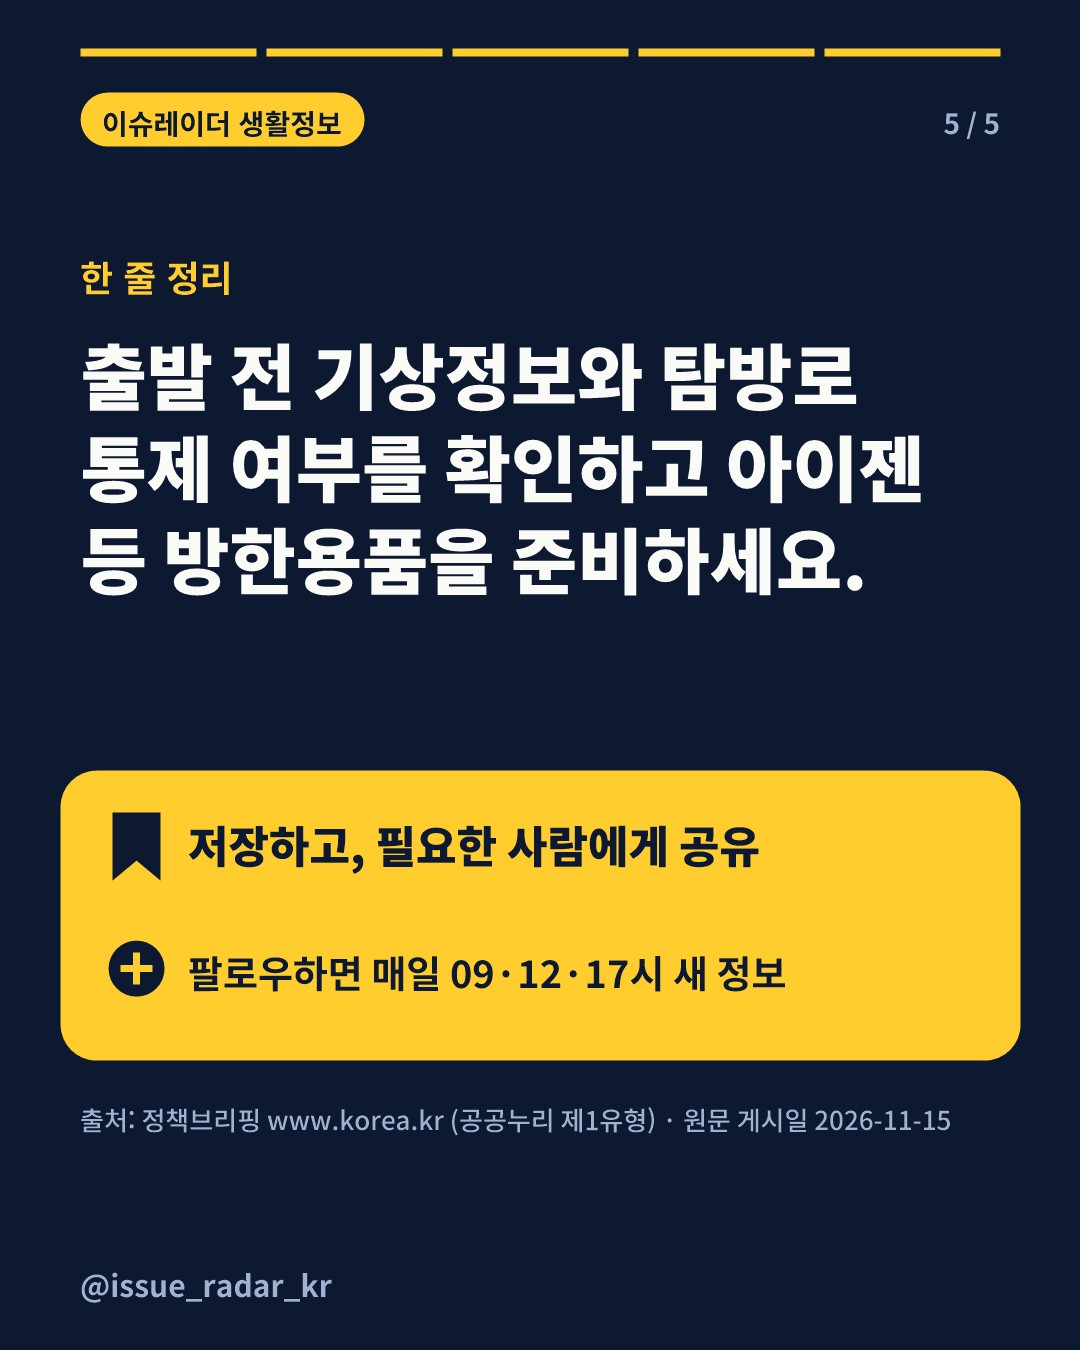 이슈레이더 생활정보
5 / 5
한 줄 정리
출발 전 기상정보와 탐방로
통제 여부를 확인하고 아이젠
등 방한용품을 준비하세요.
저장하고, 필요한 사람에게 공유
팔로우하면 매일 09·12·17시 새 정보
출처: 정책브리핑 www.korea.kr (공공누리 제1유형) · 원문 게시일 2026-11-15
@issue_radar_kr